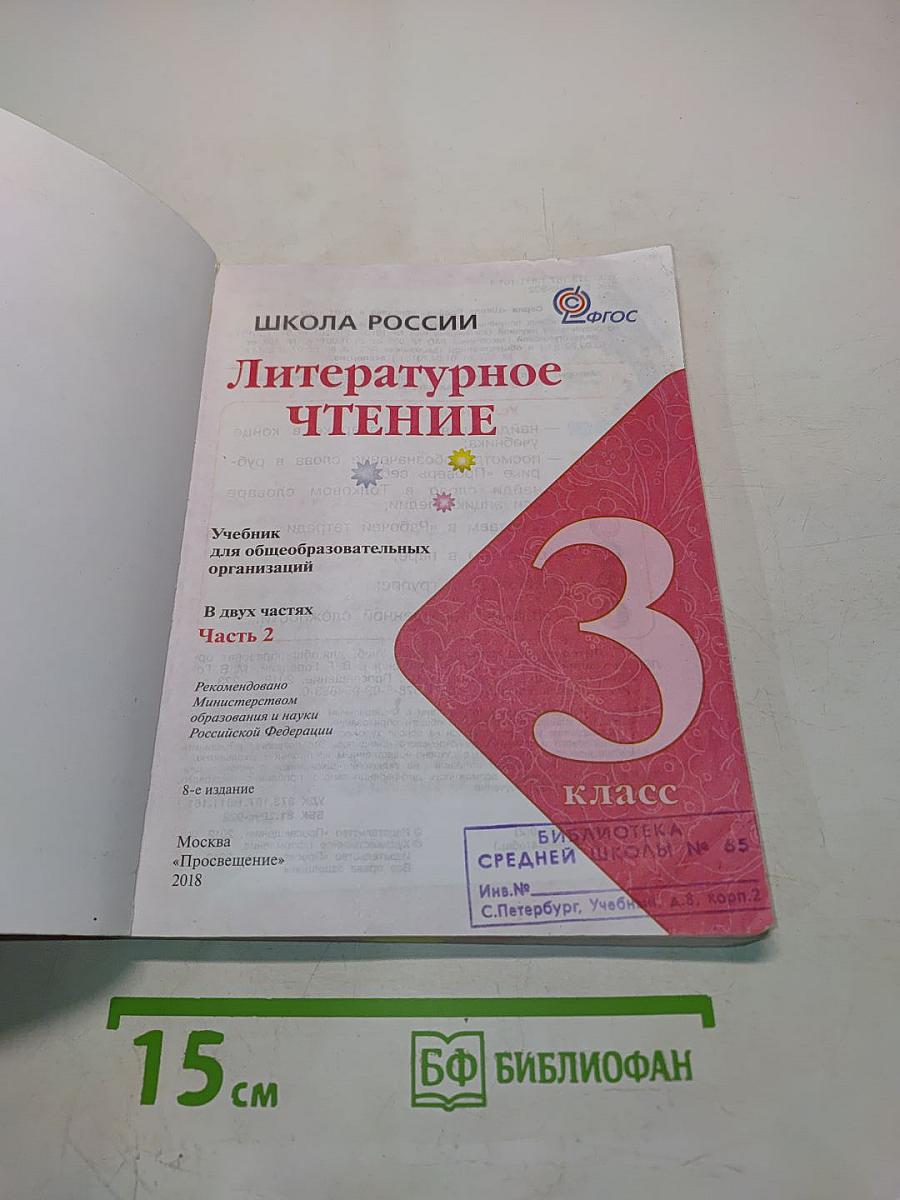 ШКОЛА РОССИИ
ФГОС
Литературное
ЧТЕНИЕ
Учебник
для общеобразовательных
организаций
В двух частях
Часть 2
Рекомендовано
Министерством
образования и науки
Российской Федерации
8-е издание
Москва
«Просвещение»
2018
3
класс
БИБЛИОТЕКА
СРЕДНЕЙ ШКОЛЫ № 65
Инв.№
С.Петербург, Учебный, д.8, корп.2
15 см
БФ БИБЛИОФАН